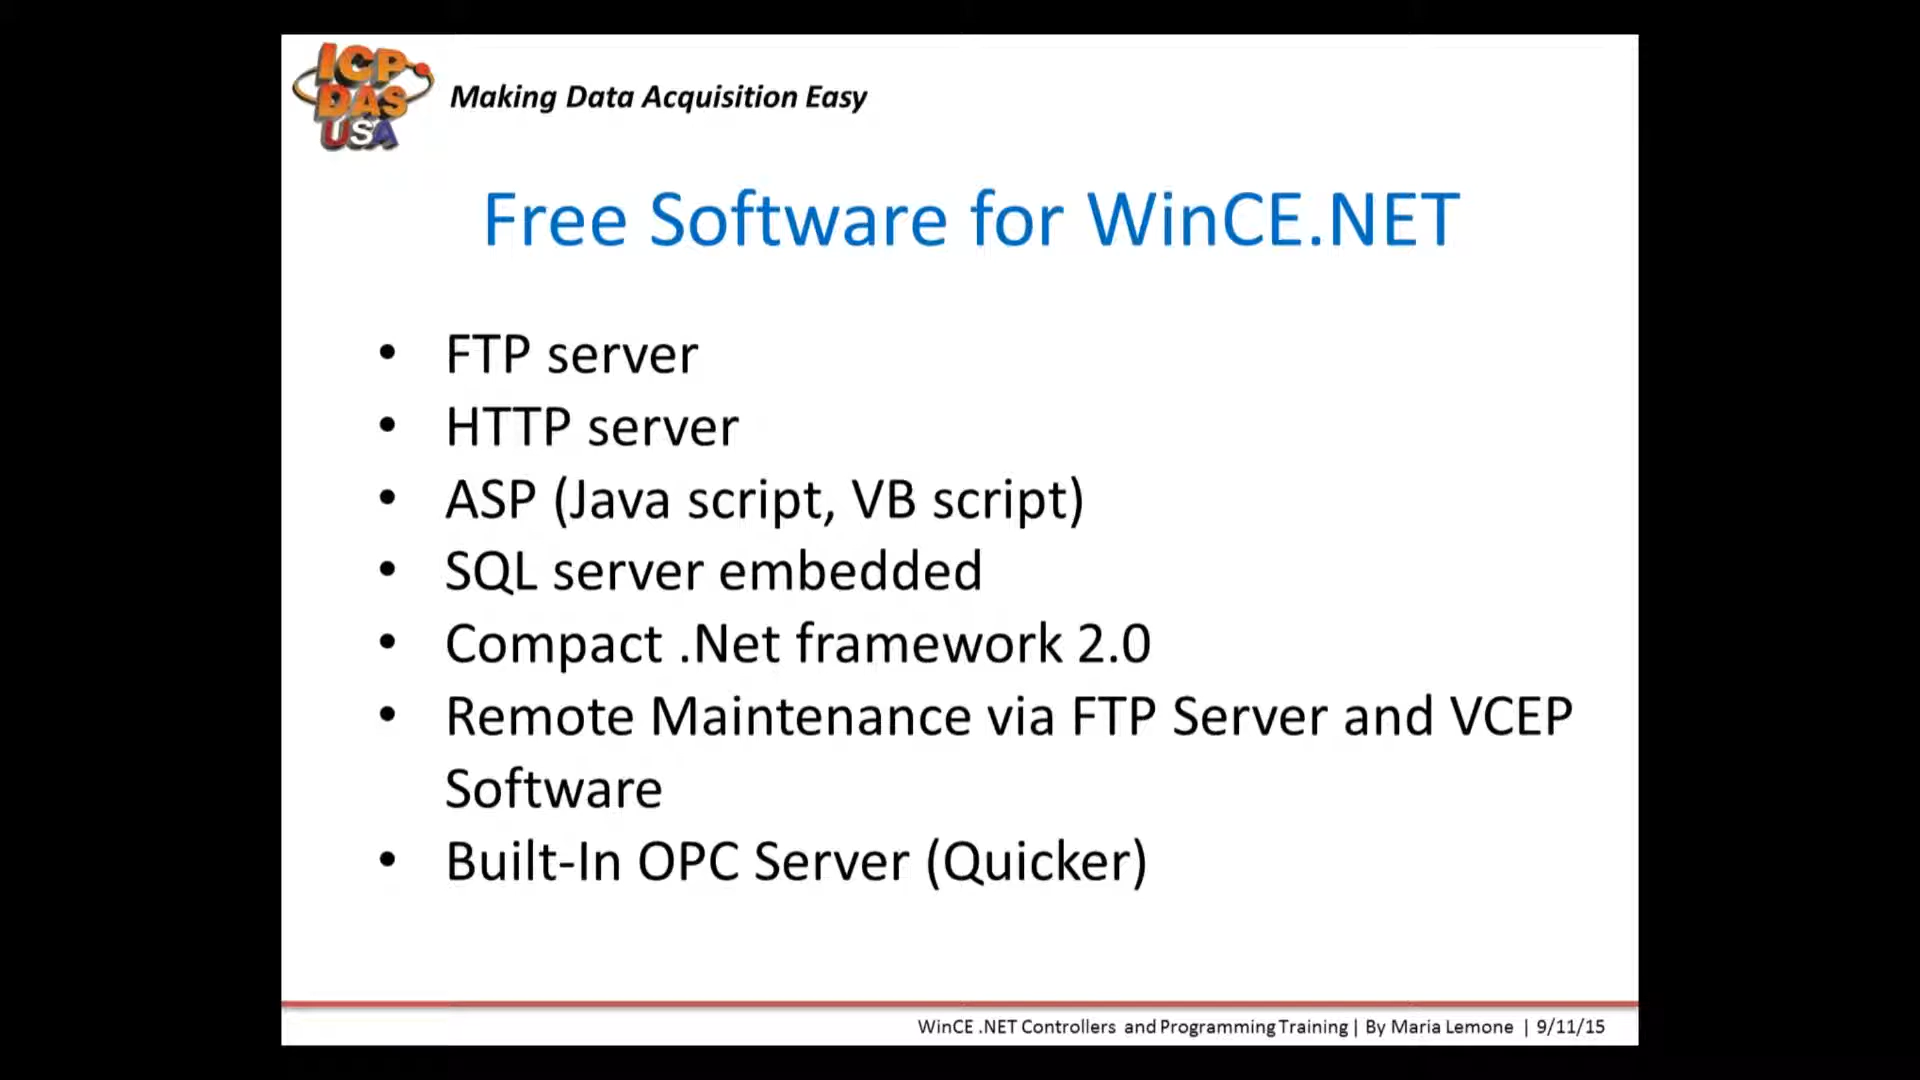 ICP
DAS
USA
Making Data Acquisition Easy
Free Software for WinCE.NET
• FTP server
• HTTP server
• ASP (Java script, VB script)
• SQL server embedded
• Compact .Net framework 2.0
• Remote Maintenance via FTP Server and VCEP
Software
• Built-In OPC Server (Quicker)
WinCE .NET Controllers and Programming Training | By Maria Lemone | 9/11/15